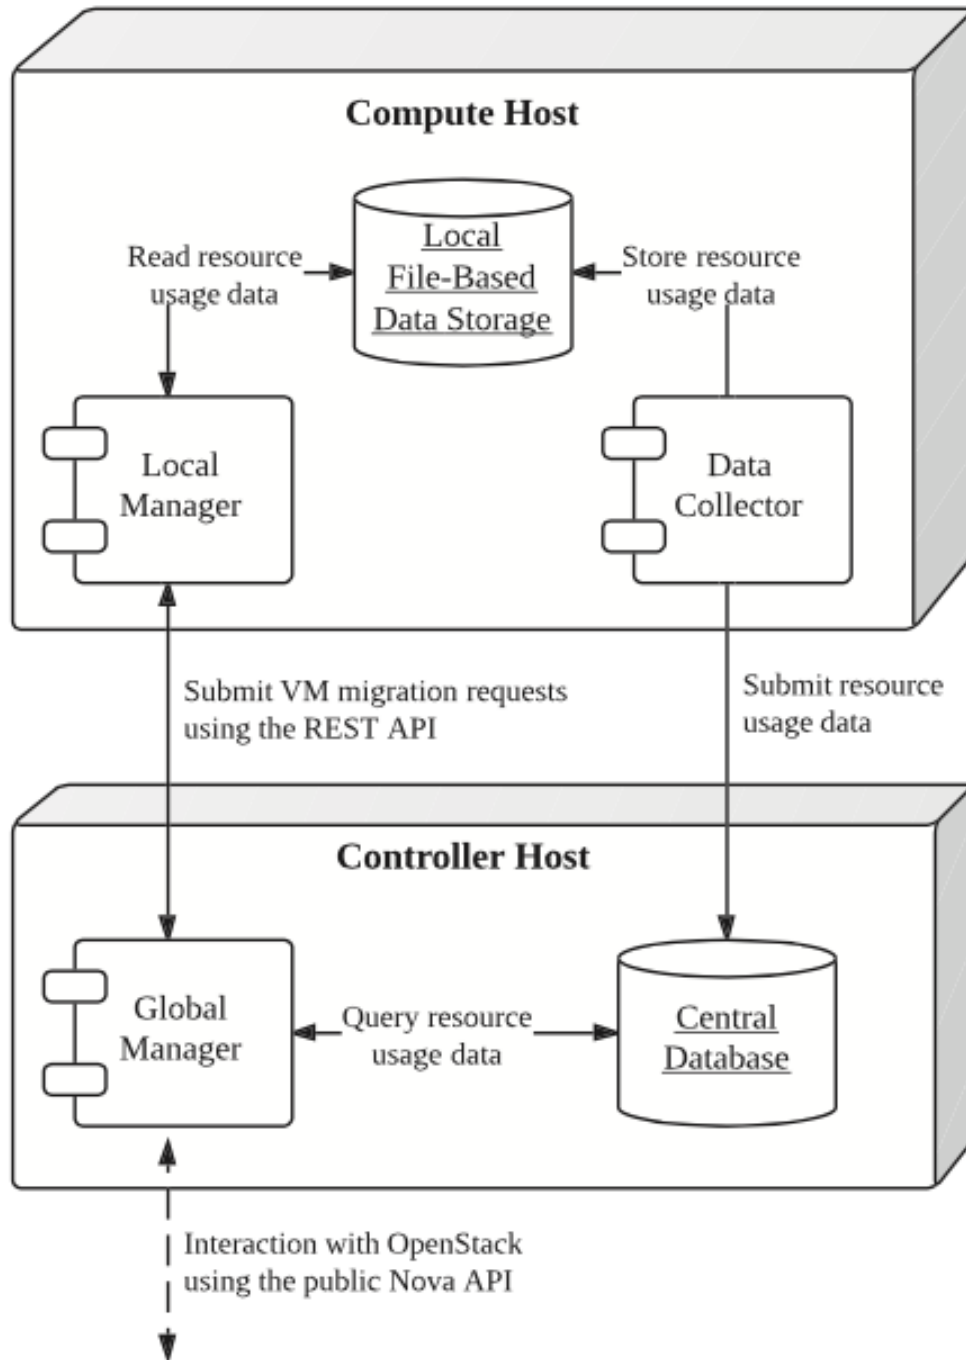 Compute Host
Local
File-Based
Data Storage
Read resource
usage data
Store resource
usage data
Local
Manager
Data
Collector
Submit VM migration requests
using the REST API
Submit resource
usage data
Controller Host
Global
Manager
Query resource
usage data
Central
Database
Interaction with OpenStack
using the public Nova API